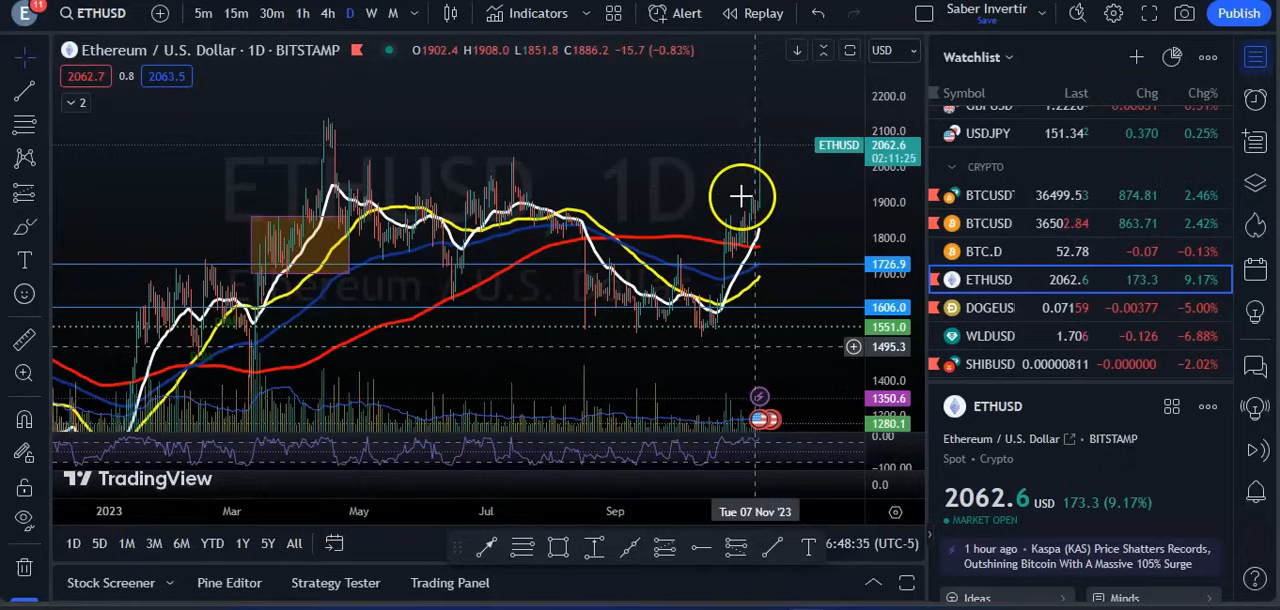 E 11 ETHUSD 5m 15m 30m 1h 4h D W M Indicators Alert Replay Saber Invertir Save Publish
Ethereum / U.S. Dollar · 1D · BITSTAMP O1902.4 H1908.0 L1851.8 C1886.2 -15.7 (-0.83%) USD
2062.7 0.8 2063.5
2
ETHUSD 1D
Ethereum / U.S. Dollar
2200.0
2100.0
ETHUSD 2062.6
02:11:25
2000.0
1900.0
1800.0
1726.9
1700.0
1606.0
1551.0
1495.3
1400.0
1350.6
1280.1
0.00
-100.00
0.0
TradingView
2023 Mar May Jul Sep Tue 07 Nov '23
1D 5D 1M 3M 6M YTD 1Y 5Y All T 6:48:35 (UTC-5)
Stock Screener Pine Editor Strategy Tester Trading Panel
Watchlist
Symbol Last Chg Chg%
USDJPY 151.342 0.370 0.25%
CRYPTO
BTCUSDT 36499.53 874.81 2.46%
BTCUSD 36502.84 863.71 2.42%
BTC.D 52.78 -0.07 -0.13%
ETHUSD 2062.6 173.3 9.17%
DOGEUS 0.07159 -0.00377 -5.00%
WLDUSD 1.706 -0.126 -6.88%
SHIBUSD 0.00000811 -0.000000 -2.02%
ETHUSD
Ethereum / U.S. Dollar BITSTAMP
Spot • Crypto
2062.6 USD 173.3 (9.17%)
MARKET OPEN
1 hour ago • Kaspa (KAS) Price Shatters Records,
Outshining Bitcoin With A Massive 105% Surge
Ideas Minds